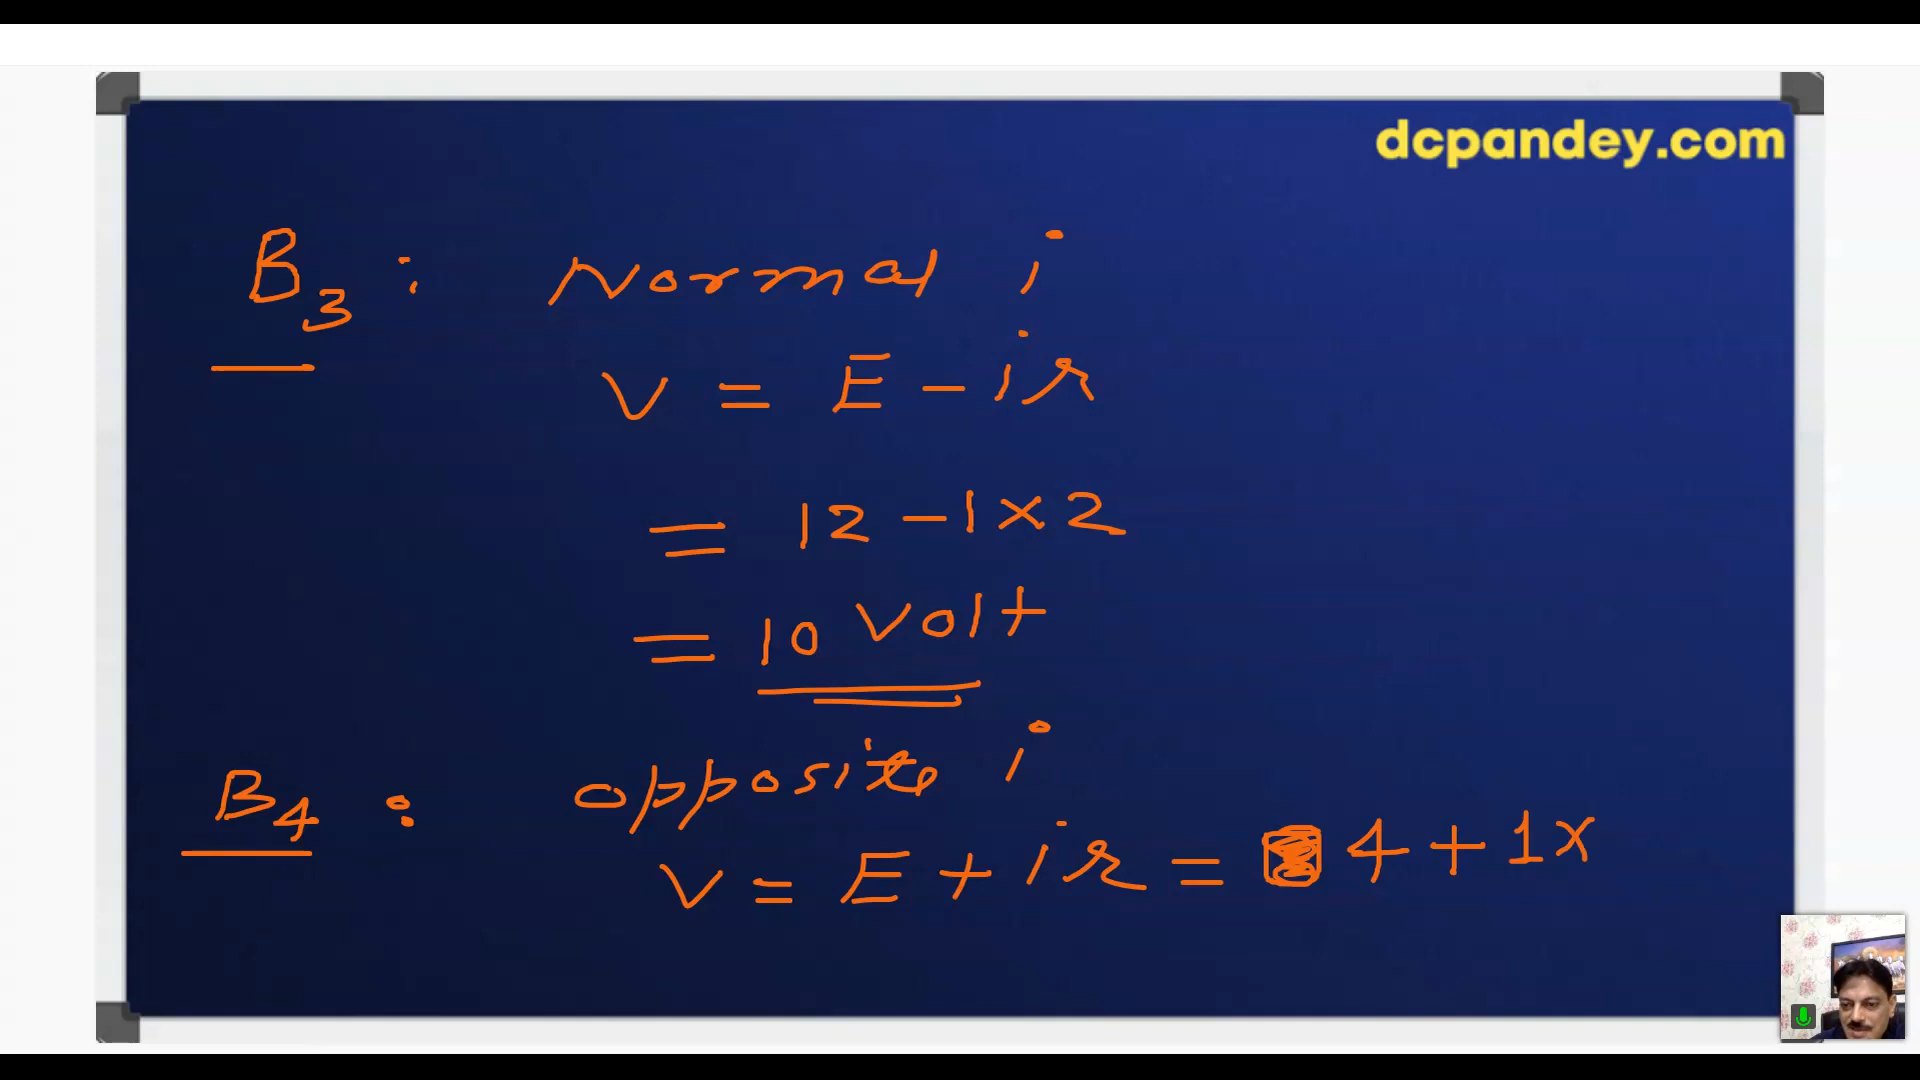 dcpandey.com
B₃ : Normal i
V = E - ir
= 12 - 1 × 2
= 10 Volt
B₄ : opposite i
V = E + ir = 4 + 1×